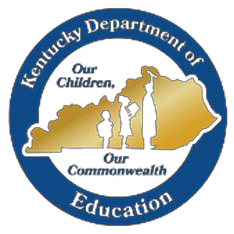 Kentucky Department of
Our
Children,
Our
Commonwealth
Education